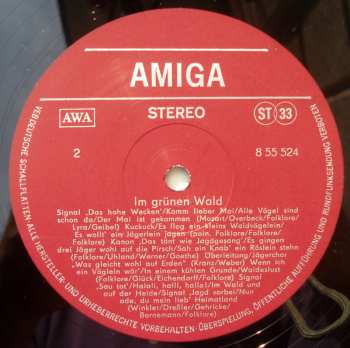 AMIGA
AWA
STEREO
ST 33
2
8 55 524
Im grünen Wald
Signal „Das hohe Wecken"/Komm lieber Mai/Alle Vögel sind
schon da/Der Mai ist gekommen (Mozart/Overbeck/Folklore/
Lyra/Geibel) Kuckuck/Es flog ein kleins Waldvögelein/
Es wollt' ein Jägerlein jagen (Folklore/Folklore/
Folklore) Kanon „Das tönt wie Jagdgesang"/Es gingen
drei Jäger wohl auf die Pirsch/Sah ein Knab' ein Röslein stehn
(Folklore/Uhland/Werner/Goethe) Überleitung/Jägerchor
„Was gleicht wohl auf Erden" (Kranz/Weber) Wenn ich
ein Vöglein wär'/In einem kühlen Grunde/Waldeslust
(Folklore/Glück/Eichendorff/Folklore) Signal
„Sau tot"/Halali, halli, hallo!/Im Wald und
auf der Heide/Signal „Jagd vorbei"/Nur
ade, du mein lieb' Heimatland
(Winkler/Dreßler/Gehricke/
Bornemann/Folklore)
VEB DEUTSCHE SCHALLPLATTEN · ALLE HERSTELLER- UND URHEBERRECHTE VORBEHALTEN · ÜBERSPIELUNG, ÖFFENTLICHE AUFFÜHRUNG UND RUNDFUNKSENDUNG VERBOTEN